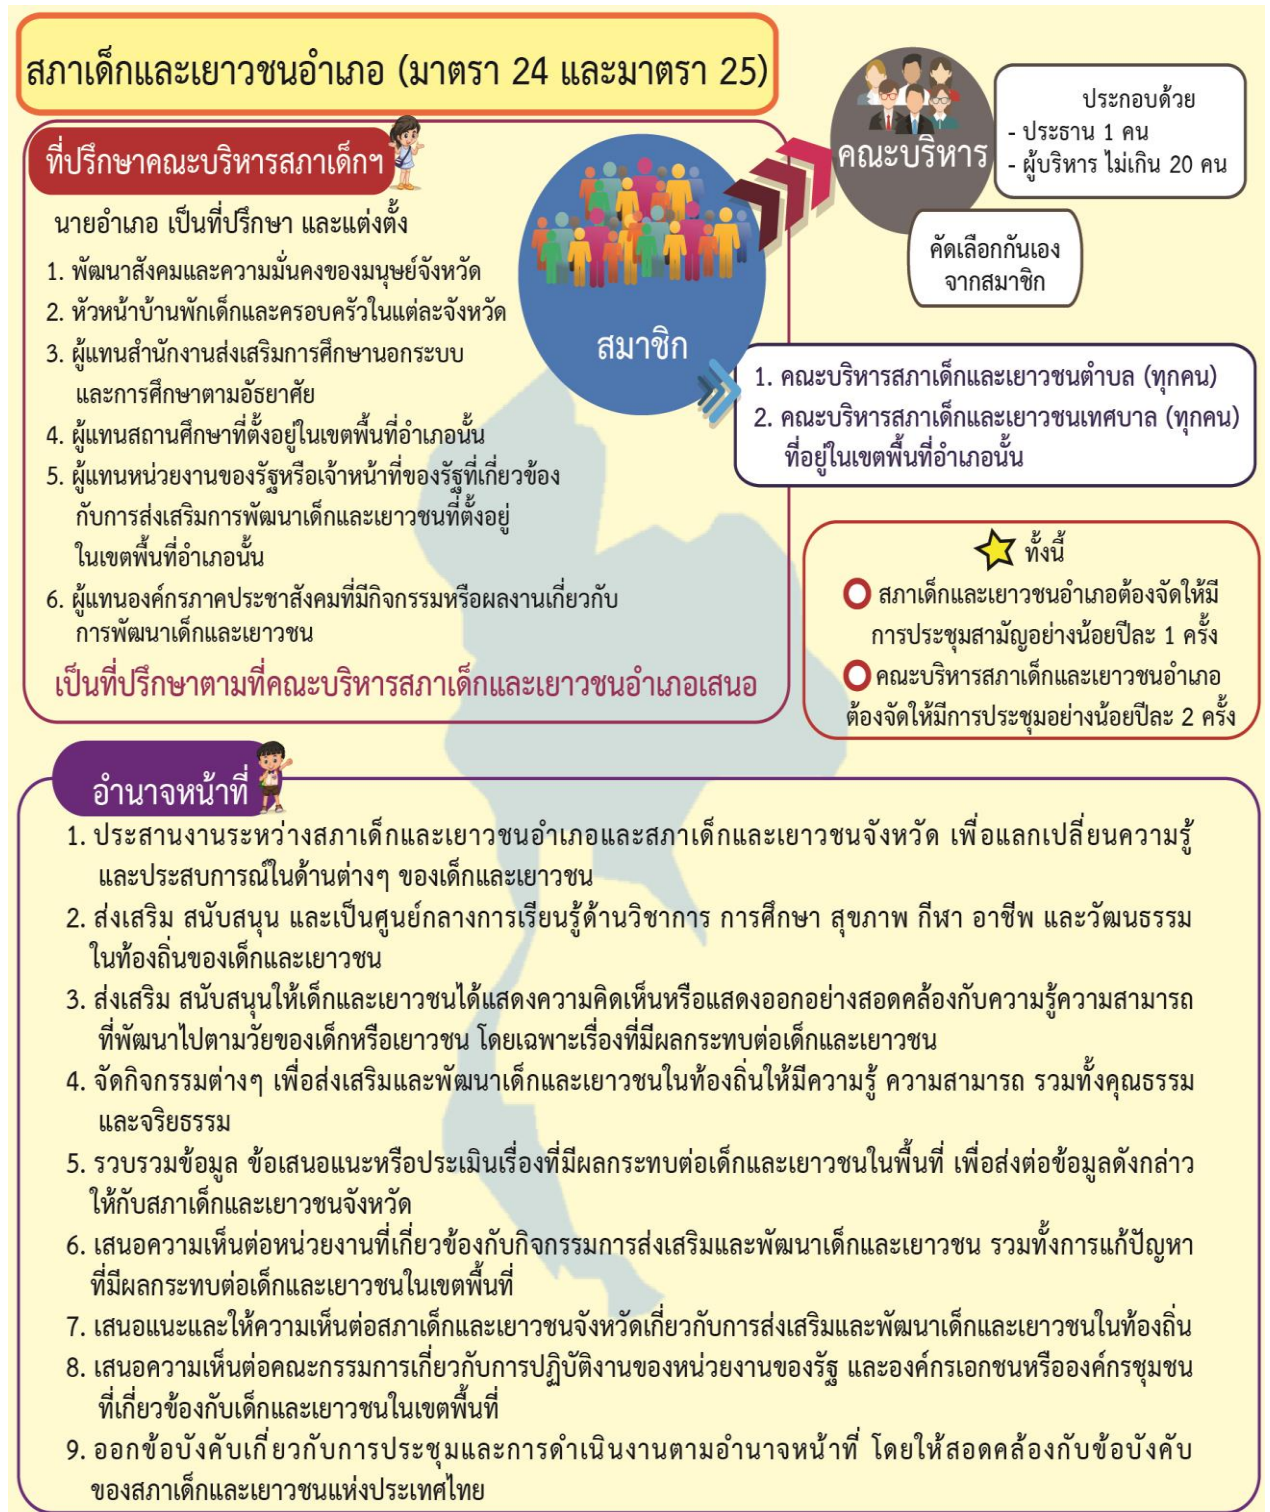 สภาเด็กและเยาวชนอำเภอ (มาตรา 24 และมาตรา 25)
ที่ปรึกษาคณะบริหารสภาเด็กฯ
นายอำเภอ เป็นที่ปรึกษา และแต่งตั้ง
1. พัฒนาสังคมและความมั่นคงของมนุษย์จังหวัด
2. หัวหน้าบ้านพักเด็กและครอบครัวในแต่ละจังหวัด
3. ผู้แทนสำนักงานส่งเสริมการศึกษานอกระบบ
และการศึกษาตามอัธยาศัย
4. ผู้แทนสถานศึกษาที่ตั้งอยู่ในเขตพื้นที่อำเภอนั้น
5. ผู้แทนหน่วยงานของรัฐหรือเจ้าหน้าที่ของรัฐที่เกี่ยวข้อง
กับการส่งเสริมการพัฒนาเด็กและเยาวชนที่ตั้งอยู่
ในเขตพื้นที่อำเภอนั้น
6. ผู้แทนองค์กรภาคประชาสังคมที่มีกิจกรรมหรือผลงานเกี่ยวกับ
การพัฒนาเด็กและเยาวชน
เป็นที่ปรึกษาตามที่คณะบริหารสภาเด็กและเยาวชนอำเภอเสนอ
สมาชิก
คณะบริหาร
ประกอบด้วย
- ประธาน 1 คน
- ผู้บริหาร ไม่เกิน 20 คน
คัดเลือกกันเอง
จากสมาชิก
1. คณะบริหารสภาเด็กและเยาวชนตำบล (ทุกคน)
2. คณะบริหารสภาเด็กและเยาวชนเทศบาล (ทุกคน)
ที่อยู่ในเขตพื้นที่อำเภอนั้น
ทั้งนี้
สภาเด็กและเยาวชนอำเภอต้องจัดให้มี
การประชุมสามัญอย่างน้อยปีละ 1 ครั้ง
คณะบริหารสภาเด็กและเยาวชนอำเภอ
ต้องจัดให้มีการประชุมอย่างน้อยปีละ 2 ครั้ง
อำนาจหน้าที่
1. ประสานงานระหว่างสภาเด็กและเยาวชนอำเภอและสภาเด็กและเยาวชนจังหวัด เพื่อแลกเปลี่ยนความรู้
และประสบการณ์ในด้านต่างๆ ของเด็กและเยาวชน
2. ส่งเสริม สนับสนุน และเป็นศูนย์กลางการเรียนรู้ด้านวิชาการ การศึกษา สุขภาพ กีฬา อาชีพ และวัฒนธรรม
ในท้องถิ่นของเด็กและเยาวชน
3. ส่งเสริม สนับสนุนให้เด็กและเยาวชนได้แสดงความคิดเห็นหรือแสดงออกอย่างสอดคล้องกับความรู้ความสามารถ
ที่พัฒนาไปตามวัยของเด็กหรือเยาวชน โดยเฉพาะเรื่องที่มีผลกระทบต่อเด็กและเยาวชน
4. จัดกิจกรรมต่างๆ เพื่อส่งเสริมและพัฒนาเด็กและเยาวชนในท้องถิ่นให้มีความรู้ ความสามารถ รวมทั้งคุณธรรม
และจริยธรรม
5. รวบรวมข้อมูล ข้อเสนอแนะหรือประเมินเรื่องที่มีผลกระทบต่อเด็กและเยาวชนในพื้นที่ เพื่อส่งต่อข้อมูลดังกล่าว
ให้กับสภาเด็กและเยาวชนจังหวัด
6. เสนอความเห็นต่อหน่วยงานที่เกี่ยวข้องกับกิจกรรมการส่งเสริมและพัฒนาเด็กและเยาวชน รวมทั้งการแก้ปัญหา
ที่มีผลกระทบต่อเด็กและเยาวชนในเขตพื้นที่
7. เสนอแนะและให้ความเห็นต่อสภาเด็กและเยาวชนจังหวัดเกี่ยวกับการส่งเสริมและพัฒนาเด็กและเยาวชนในท้องถิ่น
8. เสนอความเห็นต่อคณะกรรมการเกี่ยวกับการปฏิบัติงานของหน่วยงานของรัฐ และองค์กรเอกชนหรือองค์กรชุมชน
ที่เกี่ยวข้องกับเด็กและเยาวชนในเขตพื้นที่
9. ออกข้อบังคับเกี่ยวกับการประชุมและการดำเนินงานตามอำนาจหน้าที่ โดยให้สอดคล้องกับข้อบังคับ
ของสภาเด็กและเยาวชนแห่งประเทศไทย